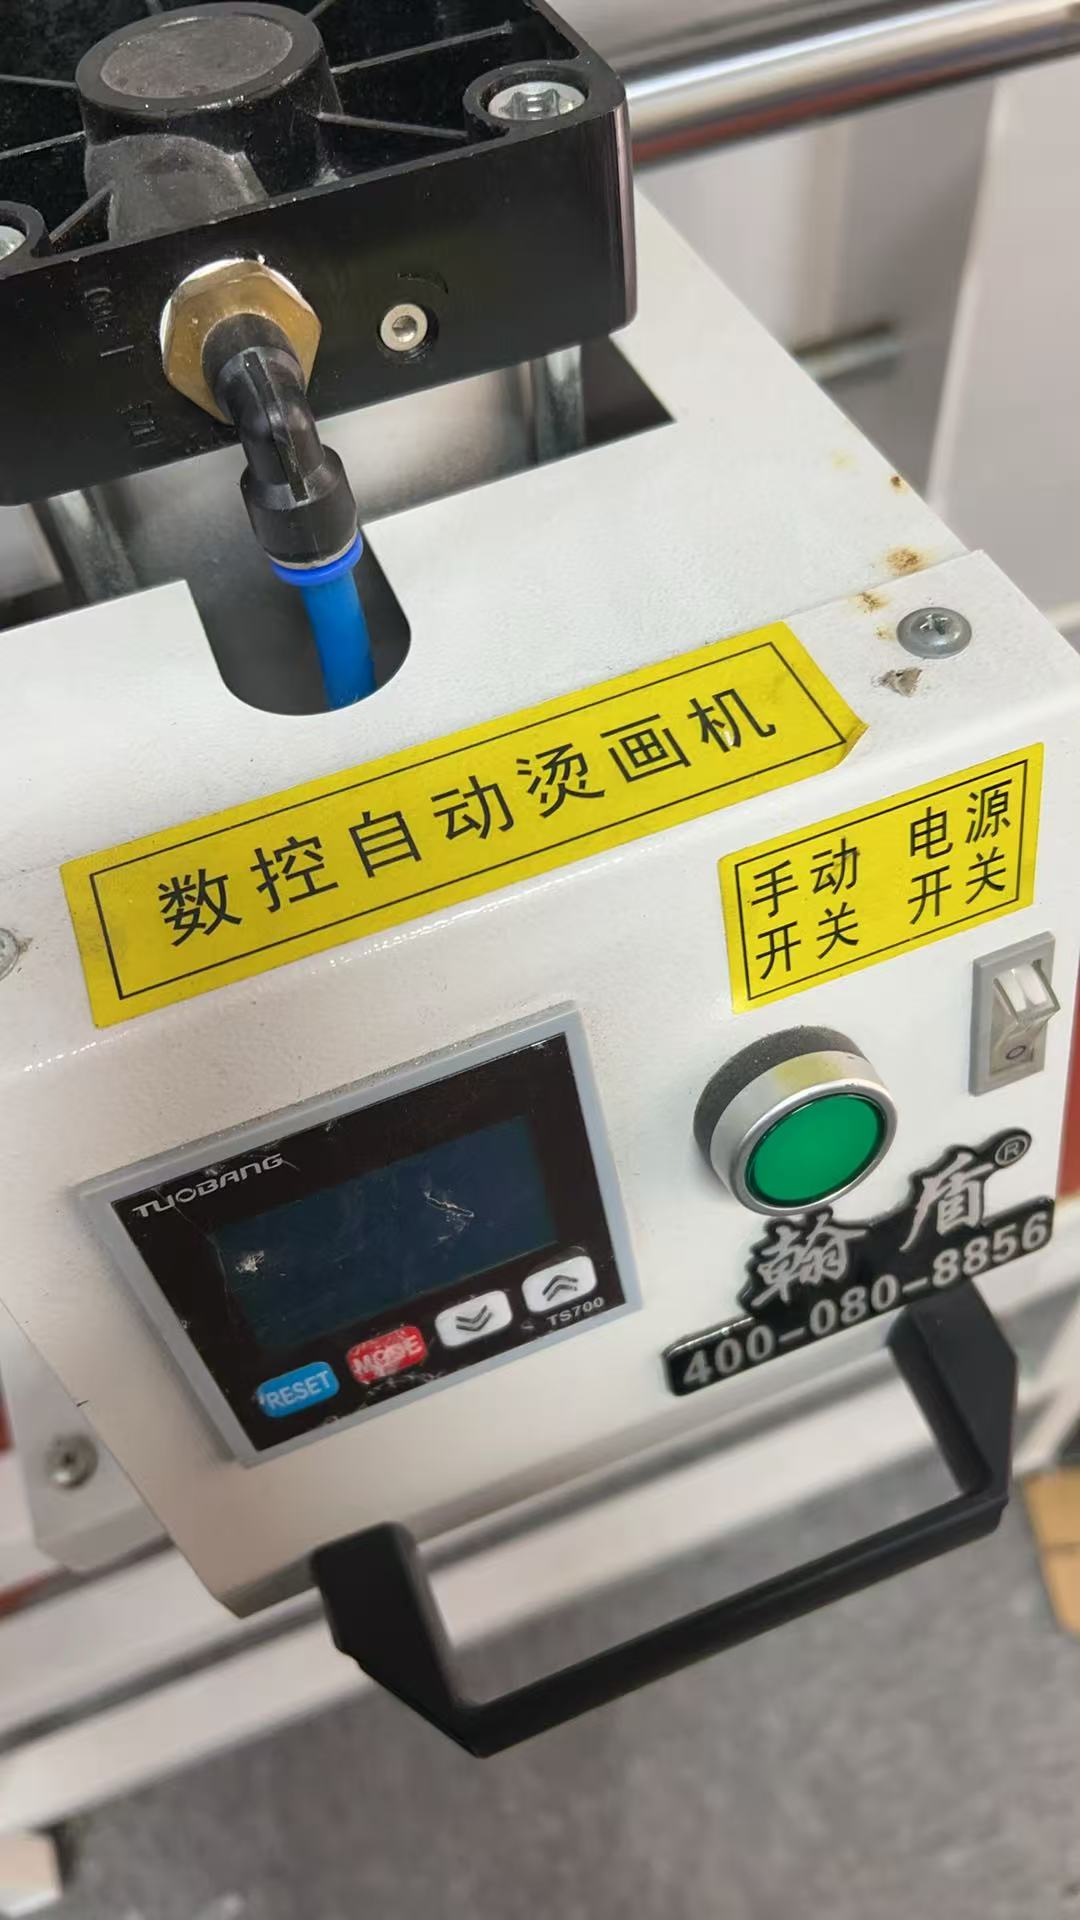 数控自动烫画机
手动 电源
开关 开关
TUOBANG
TS700
RESET
MODE
翰盾®
400-080-8856